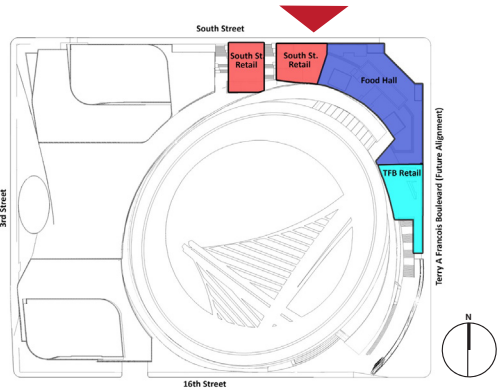 South Street
South St.
Retail
South St.
Retail
Food Hall
TFB Retail
3rd Street
Terry A Francois Boulevard (Future Alignment)
N
16th Street